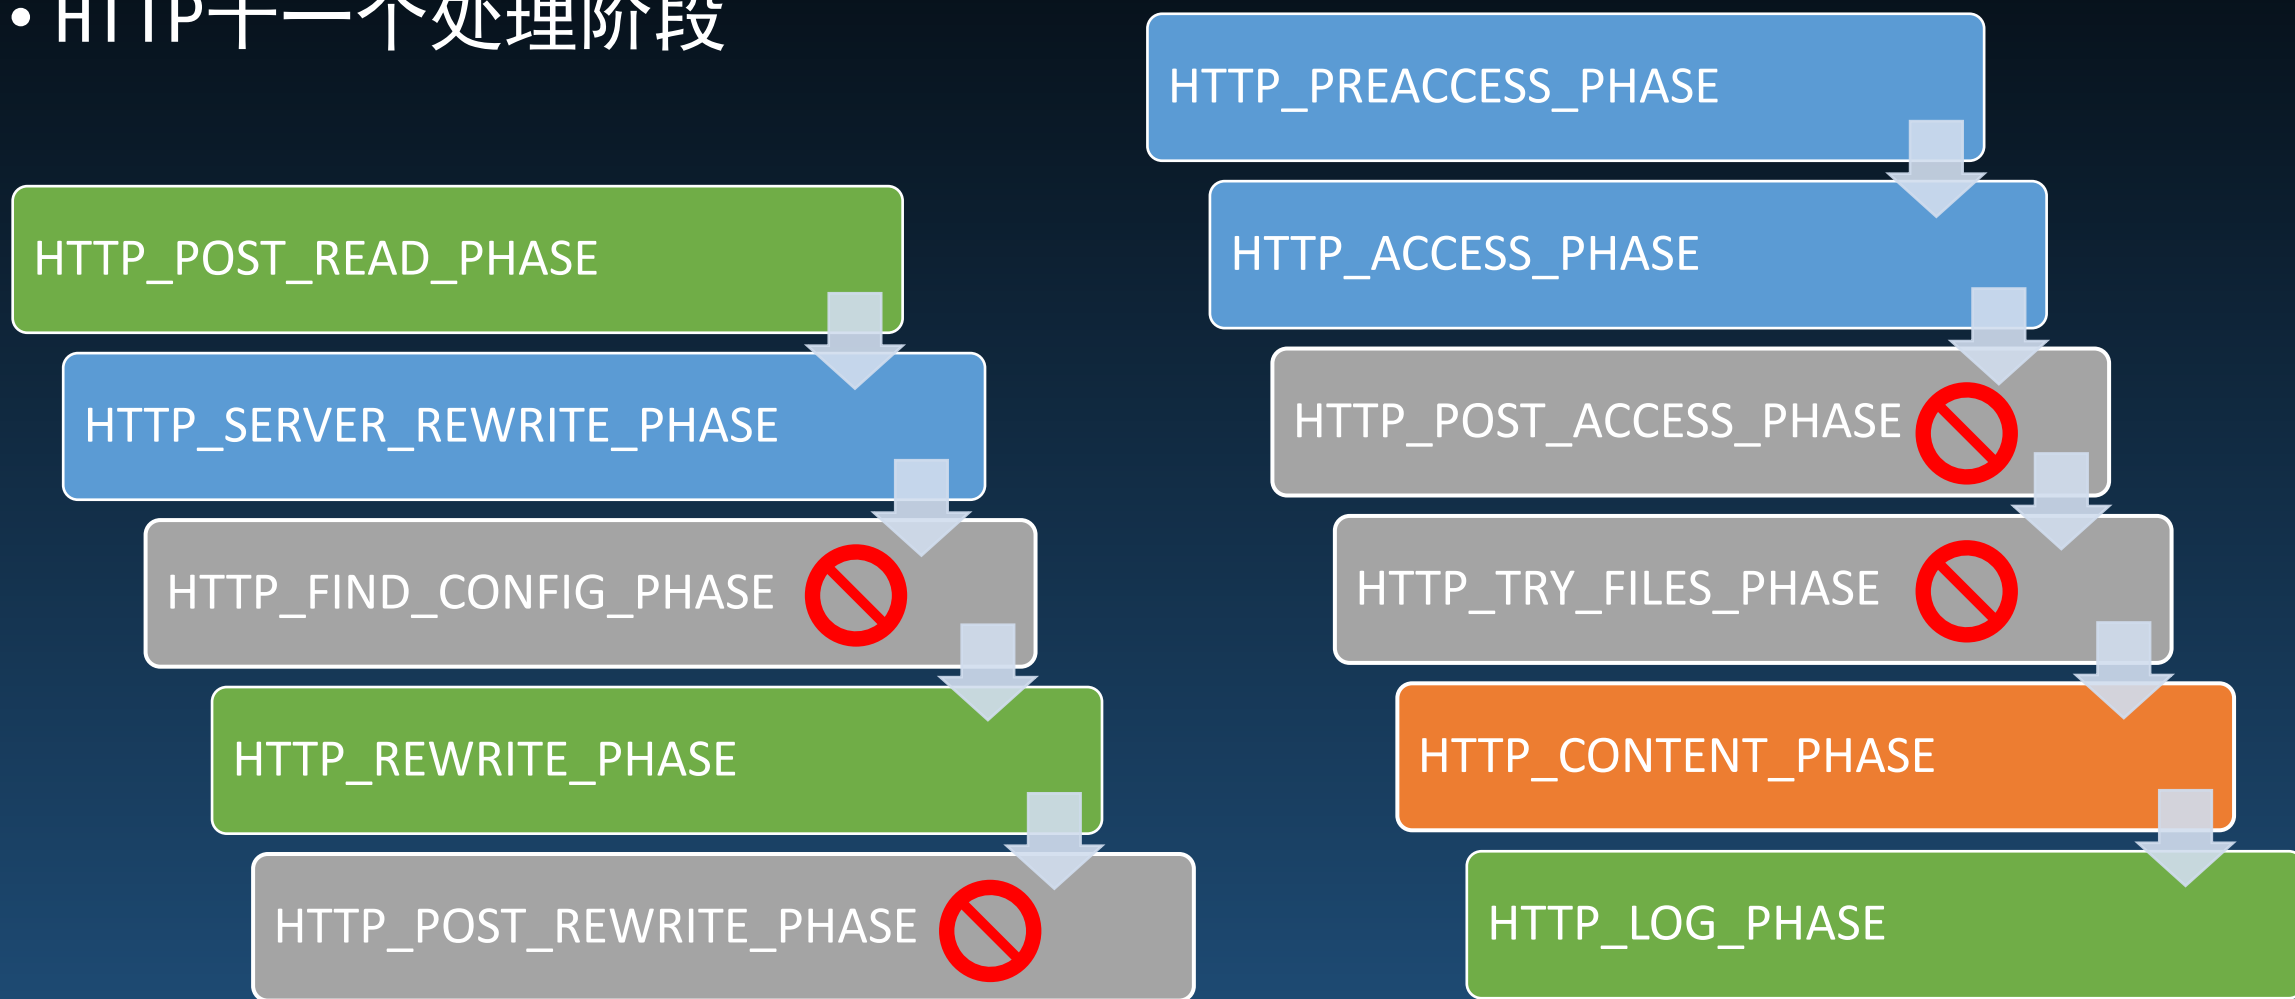 • HTTP十一个处理阶段
HTTP_POST_READ_PHASE
HTTP_SERVER_REWRITE_PHASE
HTTP_FIND_CONFIG_PHASE
HTTP_REWRITE_PHASE
HTTP_POST_REWRITE_PHASE
HTTP_PREACCESS_PHASE
HTTP_ACCESS_PHASE
HTTP_POST_ACCESS_PHASE
HTTP_TRY_FILES_PHASE
HTTP_CONTENT_PHASE
HTTP_LOG_PHASE